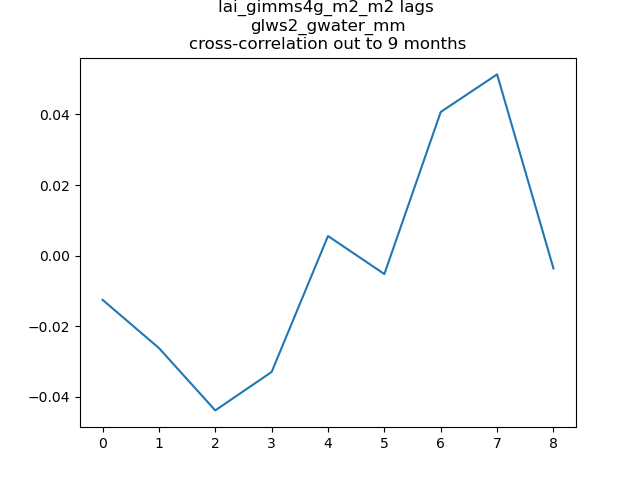 lai_gimms4g_m2_m2 lags
glws2_gwater_mm
cross-correlation out to 9 months
0.04
0.02
0.00
−0.02
−0.04
0 1 2 3 4 5 6 7 8